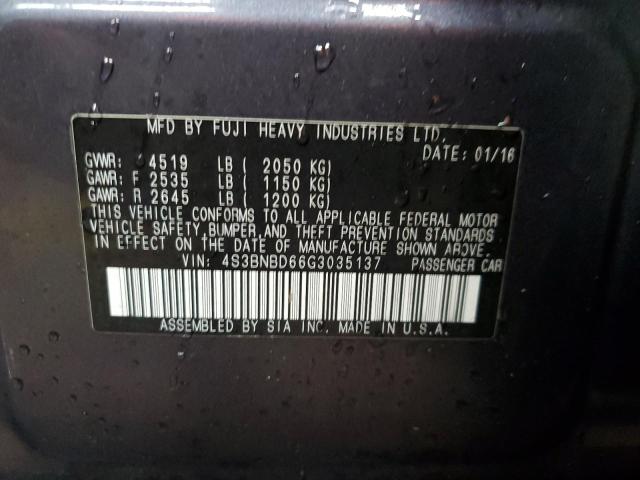 MFD BY FUJI HEAVY INDUSTRIES LTD.
DATE: 01/16
GVWR: 4519 LB ( 2050 KG)
GAWR: F 2535 LB ( 1150 KG)
GAWR: R 2645 LB ( 1200 KG)
THIS VEHICLE CONFORMS TO ALL APPLICABLE FEDERAL MOTOR
VEHICLE SAFETY, BUMPER, AND THEFT PREVENTION STANDARDS
IN EFFECT ON THE DATE OF MANUFACTURE SHOWN ABOVE.
VIN: 4S3BNBD66G3035137 PASSENGER CAR
ASSEMBLED BY SIA INC. MADE IN U.S.A.